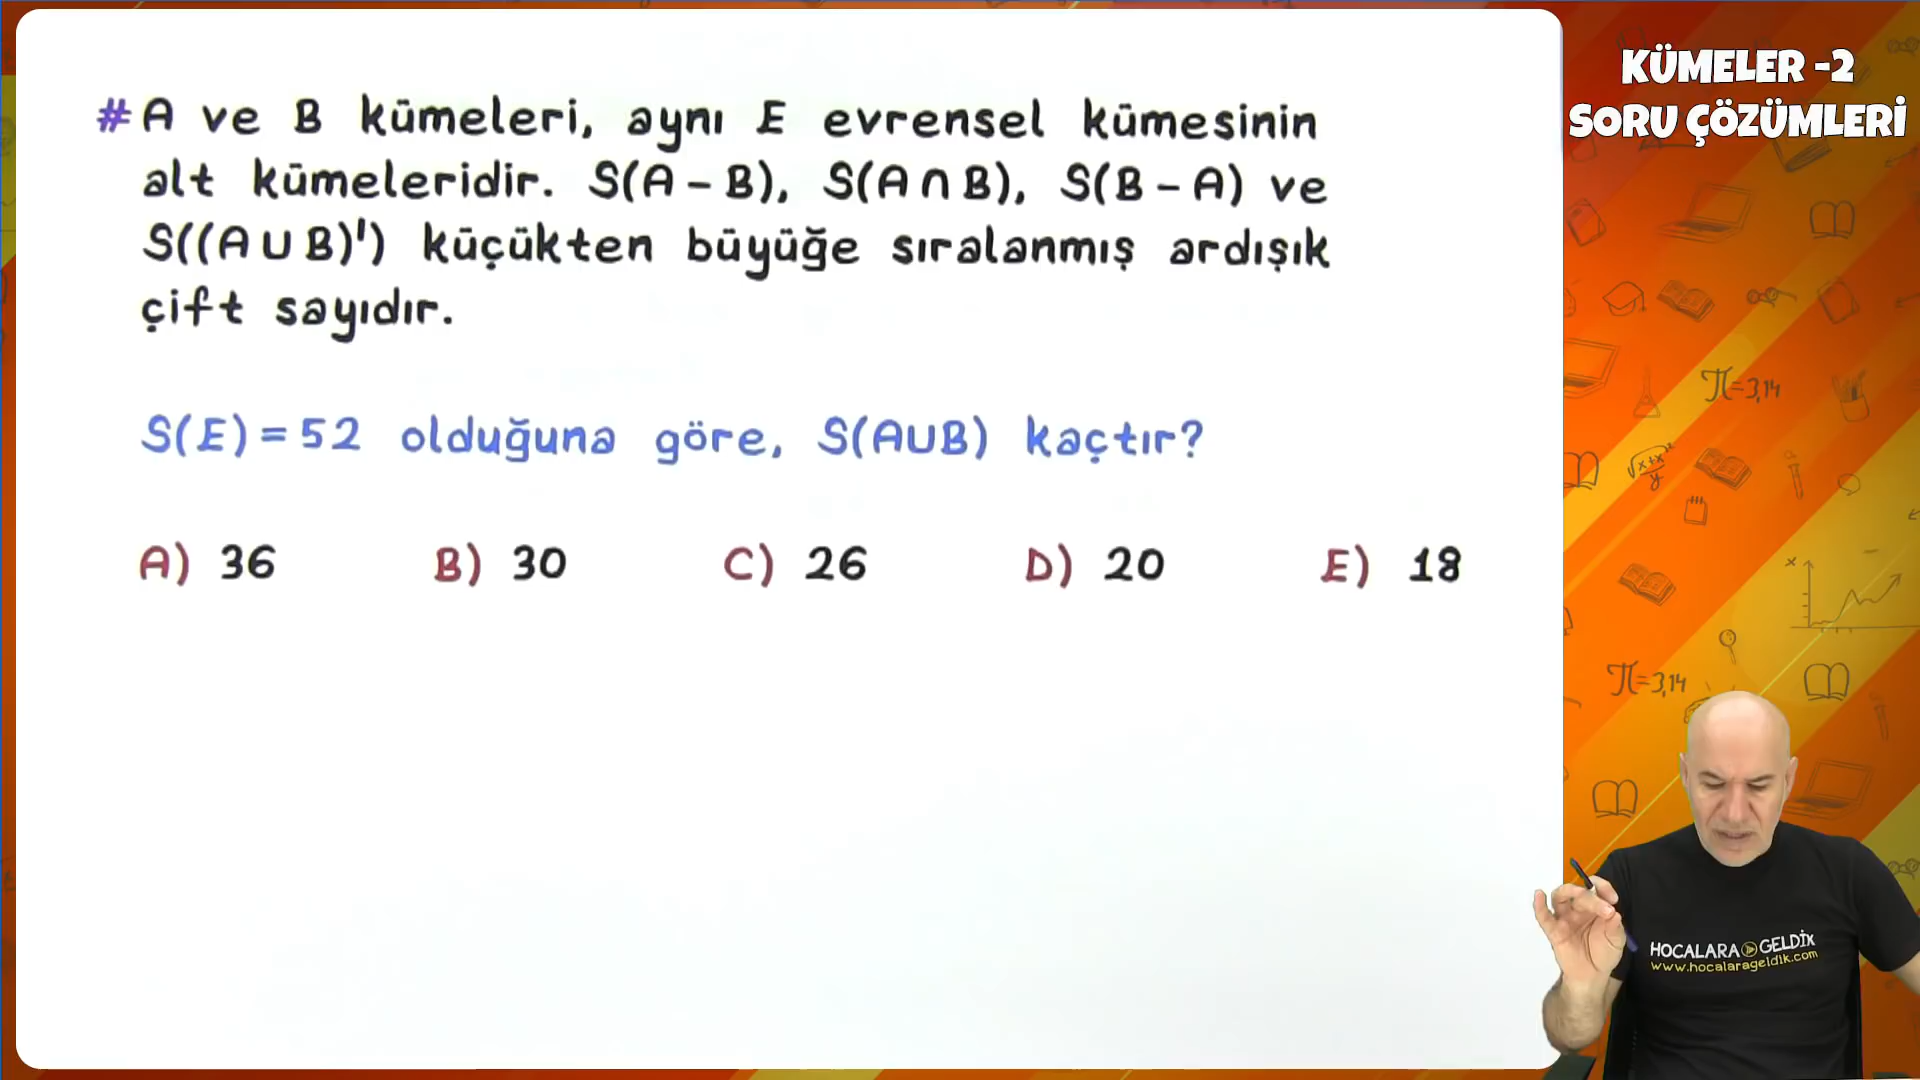 # A ve B kümeleri, aynı E evrensel kümesinin
alt kümeleridir. S(A - B), S(A ∩ B), S(B - A) ve
S((A ∪ B)') küçükten büyüğe sıralanmış ardışık
çift sayıdır.
S(E) = 52 olduğuna göre, S(A∪B) kaçtır?
A) 36 B) 30 C) 26 D) 20 E) 18
KÜMELER -2
SORU ÇÖZÜMLERİ
π=3,14
√x+x²/y
x
π=3,14
HOCALARA GELDİK
www.hocalarageldik.com